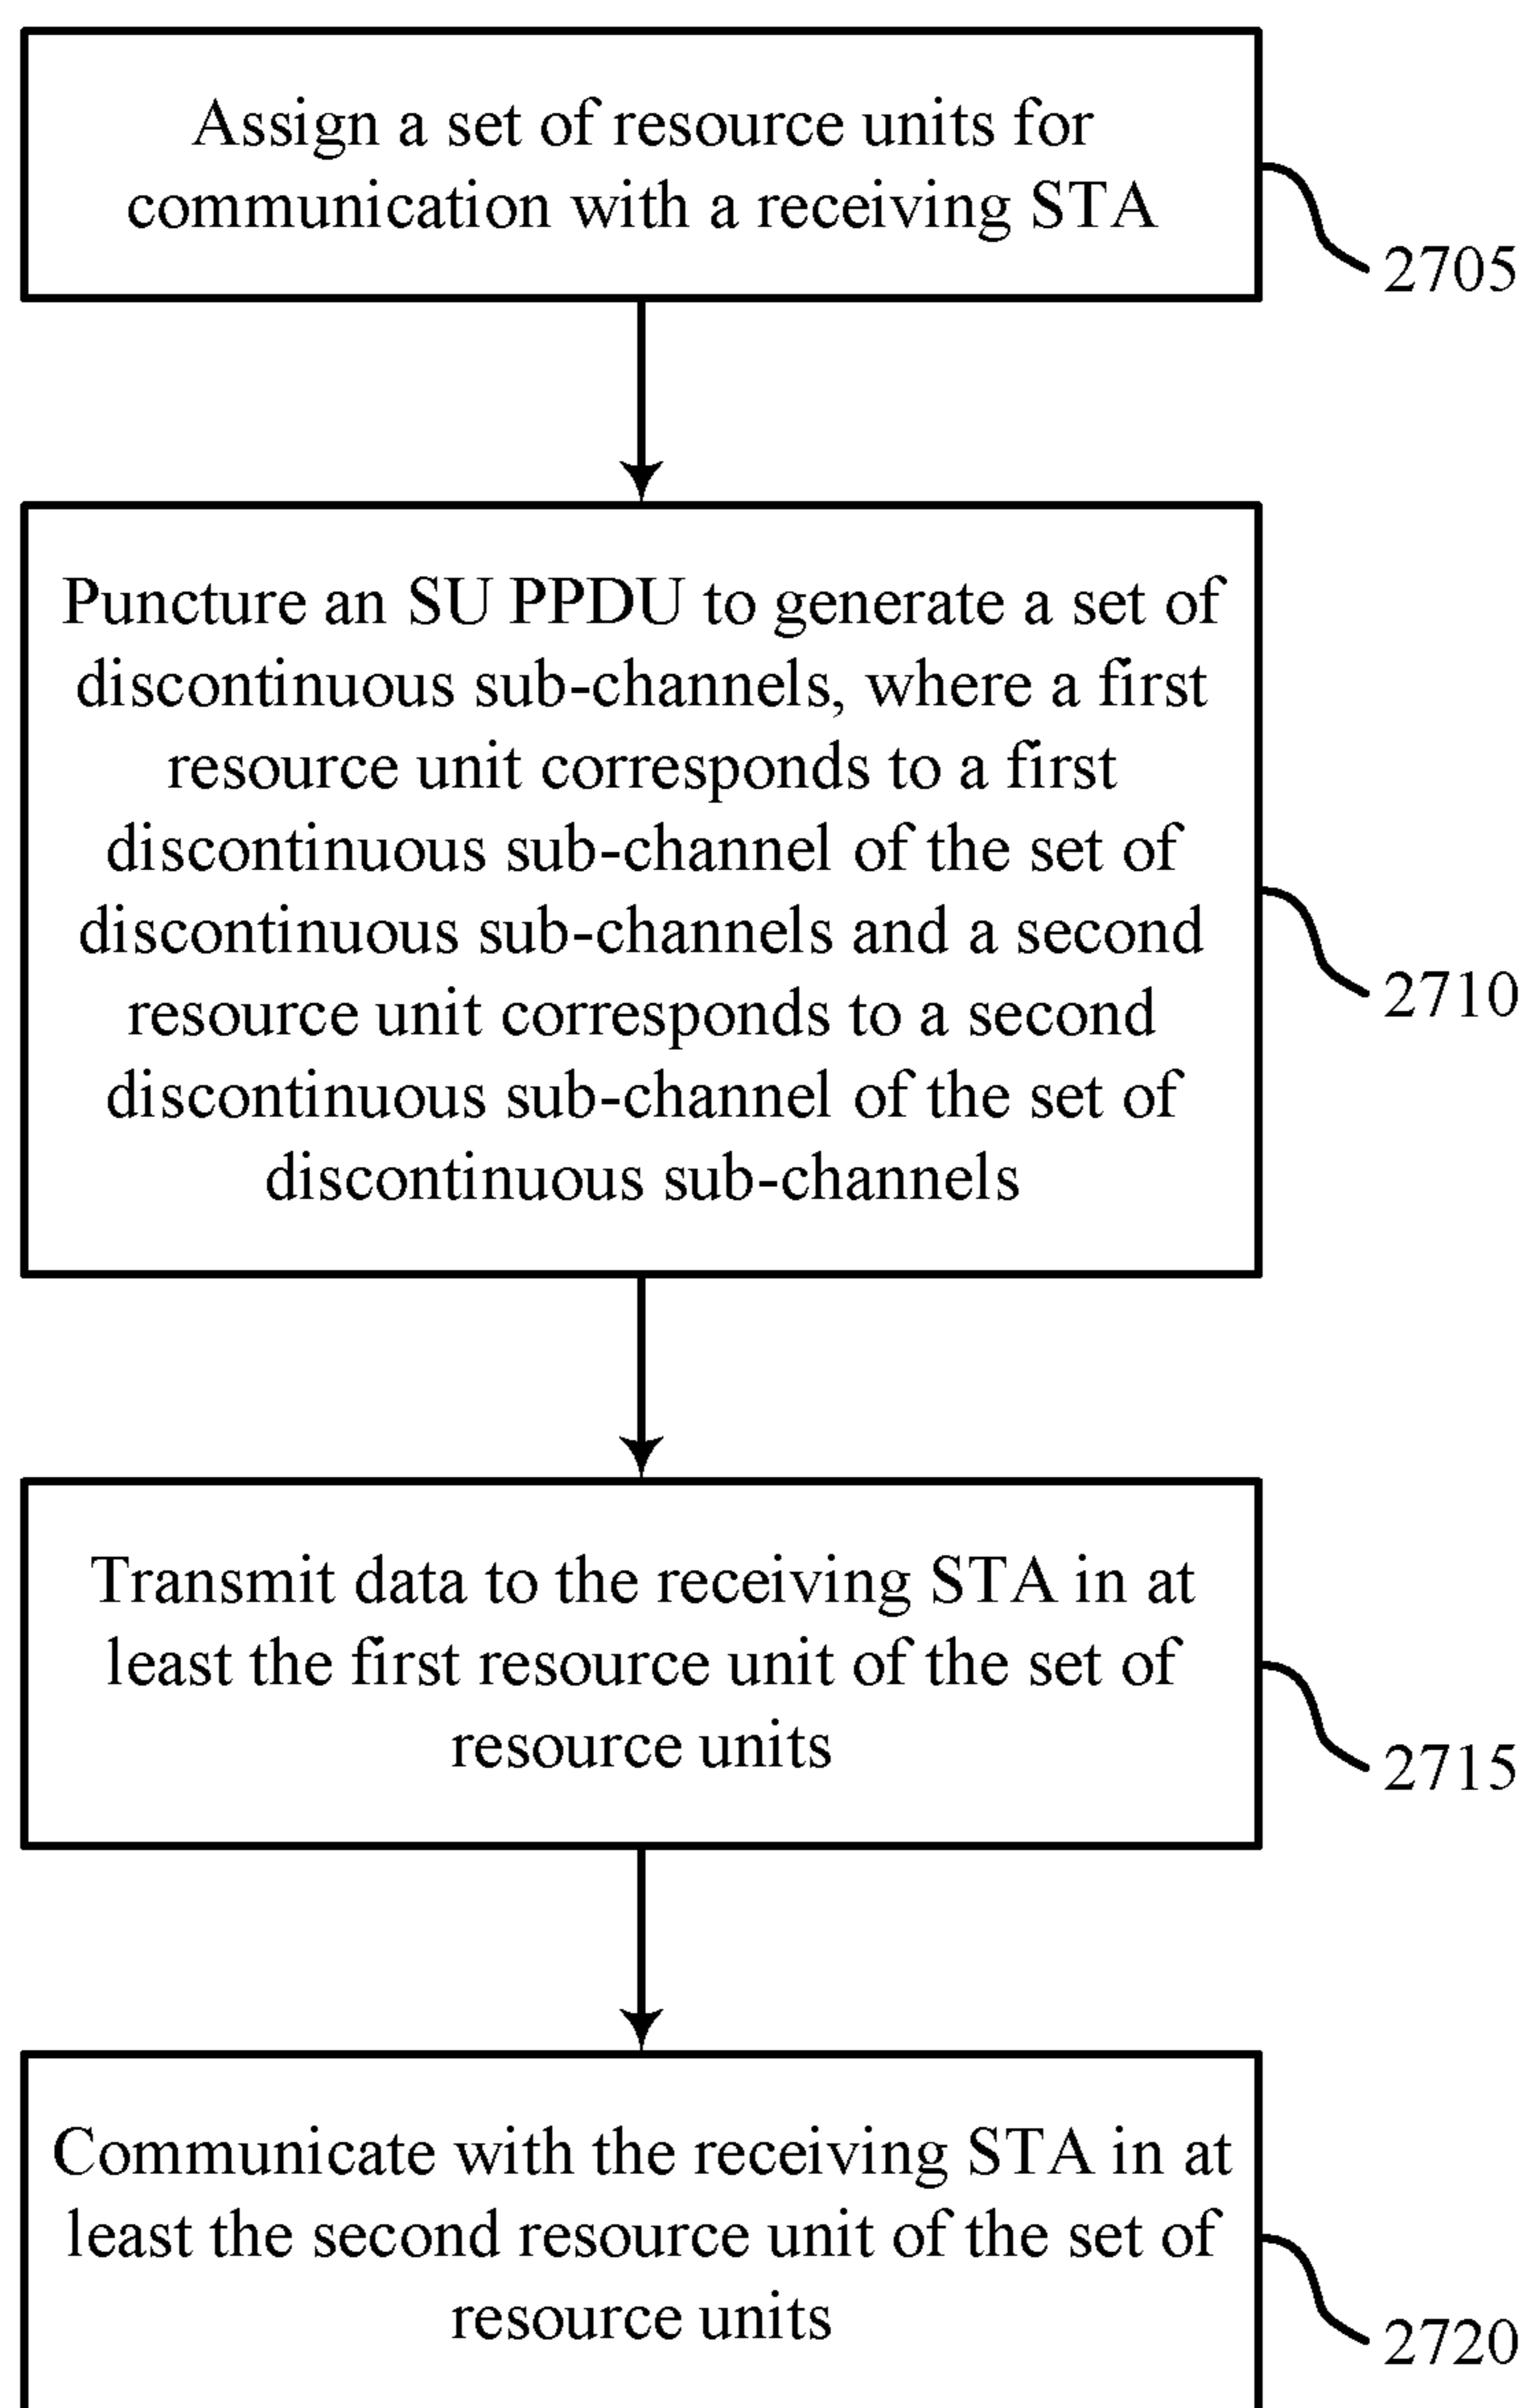 Assign a set of resource units for
communication with a receiving STA
2705
Puncture an SU PPDU to generate a set of
discontinuous sub-channels, where a first
resource unit corresponds to a first
discontinuous sub-channel of the set of
discontinuous sub-channels and a second
resource unit corresponds to a second
discontinuous sub-channel of the set of
discontinuous sub-channels
2710
Transmit data to the receiving STA in at
least the first resource unit of the set of
resource units
2715
Communicate with the receiving STA in at
least the second resource unit of the set of
resource units
2720